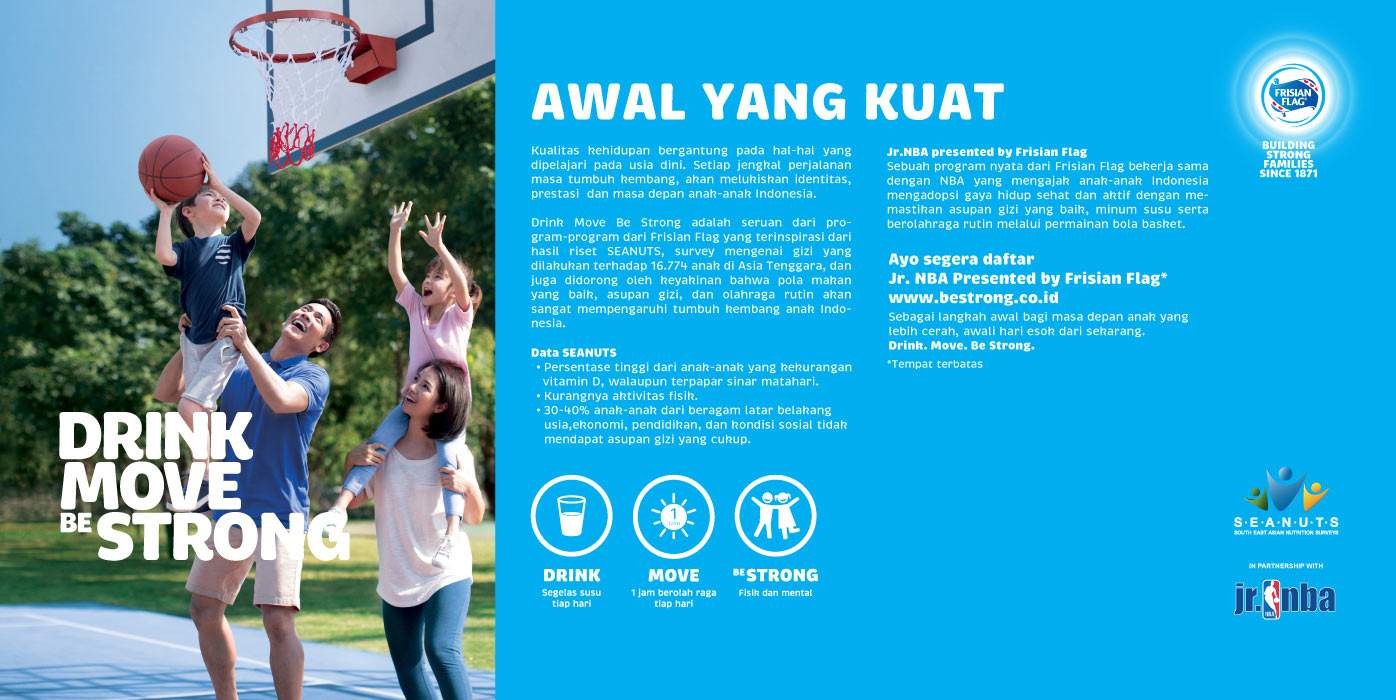 DRINK
MOVE
BE STRONG
AWAL YANG KUAT
Kualitas kehidupan bergantung pada hal-hal yang
dipelajari pada usia dini. Setiap jengkal perjalanan
masa tumbuh kembang, akan melukiskan identitas,
prestasi dan masa depan anak-anak Indonesia.
Drink Move Be Strong adalah seruan dari pro-
gram-program dari Frisian Flag yang terinspirasi dari
hasil riset SEANUTS, survey mengenai gizi yang
dilakukan terhadap 16.774 anak di Asia Tenggara, dan
juga didorong oleh keyakinan bahwa pola makan
yang baik, asupan gizi, dan olahraga rutin akan
sangat mempengaruhi tumbuh kembang anak Indo-
nesia.
Data SEANUTS
• Persentase tinggi dari anak-anak yang kekurangan
vitamin D, walaupun terpapar sinar matahari.
• Kurangnya aktivitas fisik.
• 30-40% anak-anak dari beragam latar belakang
usia,ekonomi, pendidikan, dan kondisi sosial tidak
mendapat asupan gizi yang cukup.
1
DRINK
Segelas susu
tiap hari
MOVE
1 jam berolah raga
tiap hari
BE STRONG
Fisik dan mental
Jr.NBA presented by Frisian Flag
Sebuah program nyata dari Frisian Flag bekerja sama
dengan NBA yang mengajak anak-anak Indonesia
mengadopsi gaya hidup sehat dan aktif dengan me-
mastikan asupan gizi yang baik, minum susu serta
berolahraga rutin melalui permainan bola basket.
Ayo segera daftar
Jr. NBA Presented by Frisian Flag*
www.bestrong.co.id
Sebagai langkah awal bagi masa depan anak yang
lebih cerah, awali hari esok dari sekarang.
Drink. Move. Be Strong.
*Tempat terbatas
FRISIAN
FLAG
BUILDING
STRONG
FAMILIES
SINCE 1871
S·E·A·N·U·T·S
SOUTH EAST ASIAN NUTRITION SURVEYS
IN PARTNERSHIP WITH
jr. nba